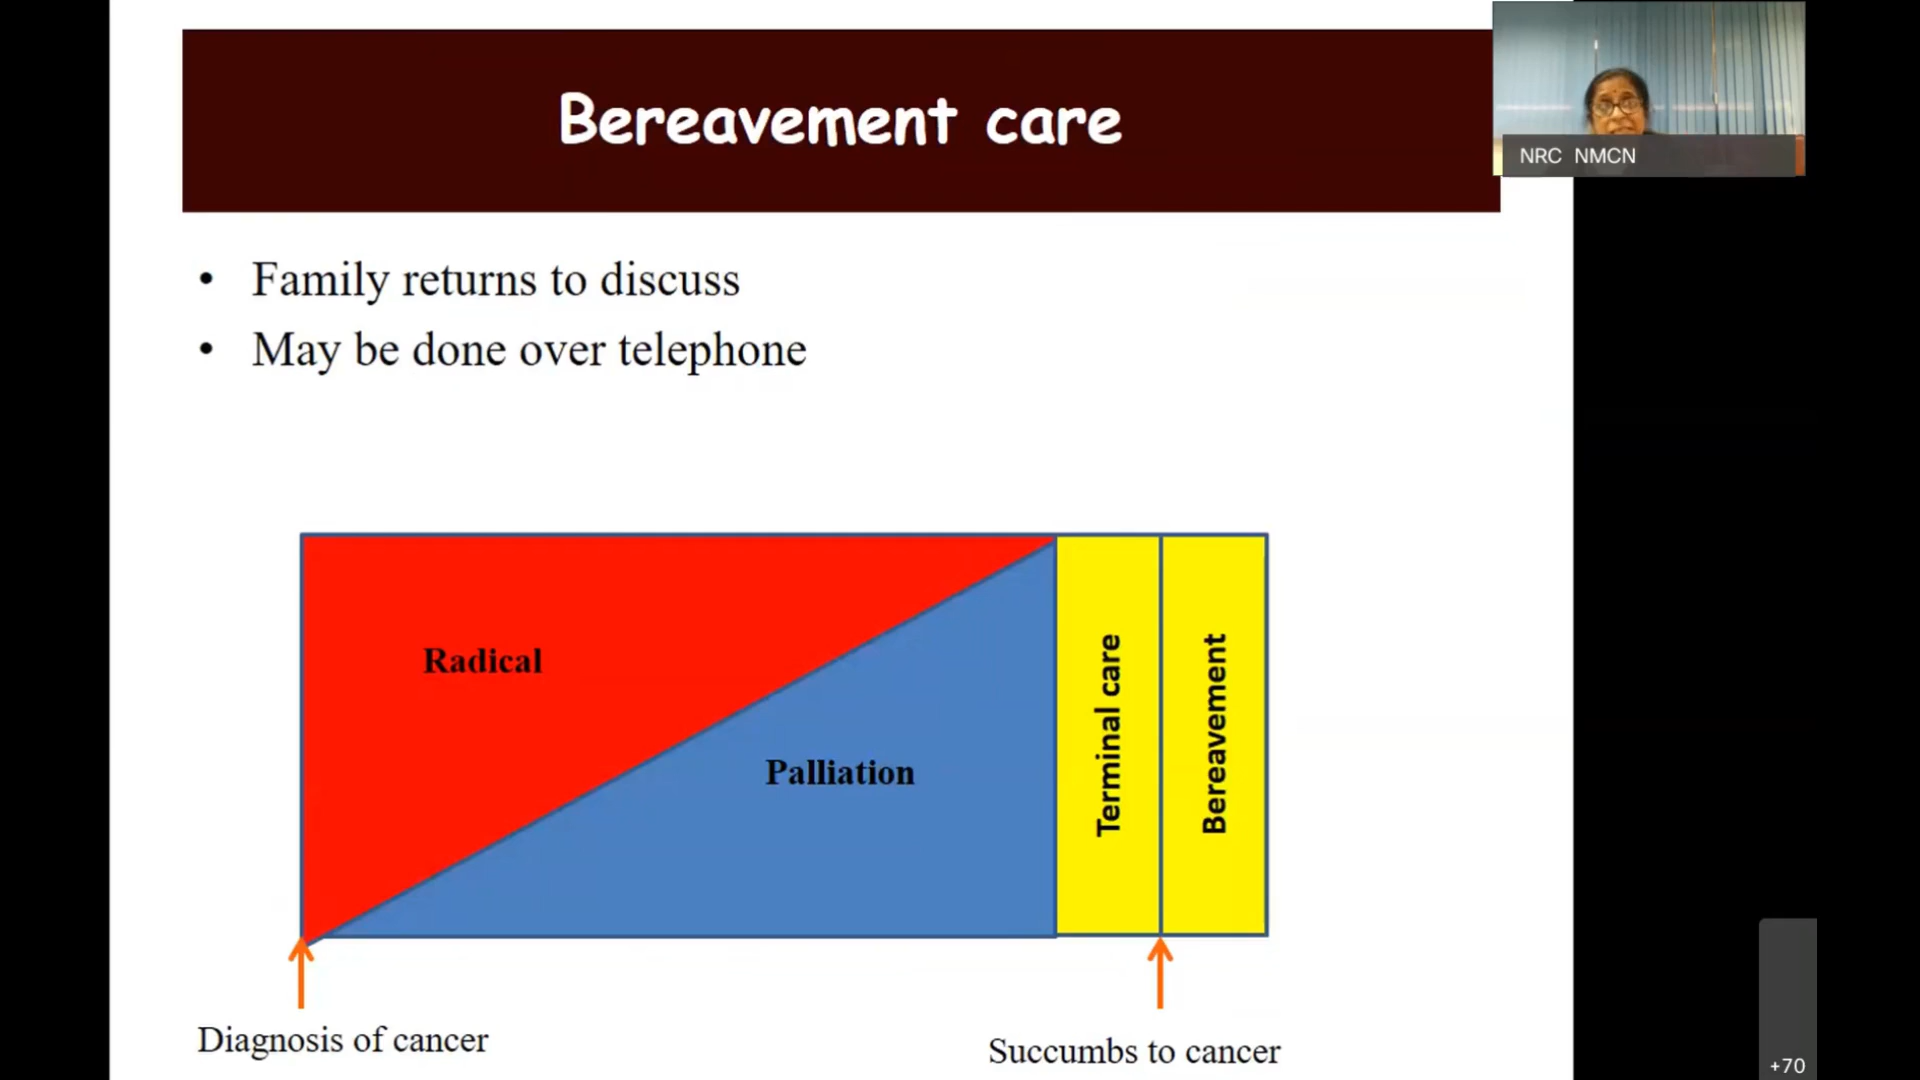 Bereavement care
NRC NMCN
• Family returns to discuss
• May be done over telephone
Radical
Palliation
Terminal care
Bereavement
Diagnosis of cancer
Succumbs to cancer
+70